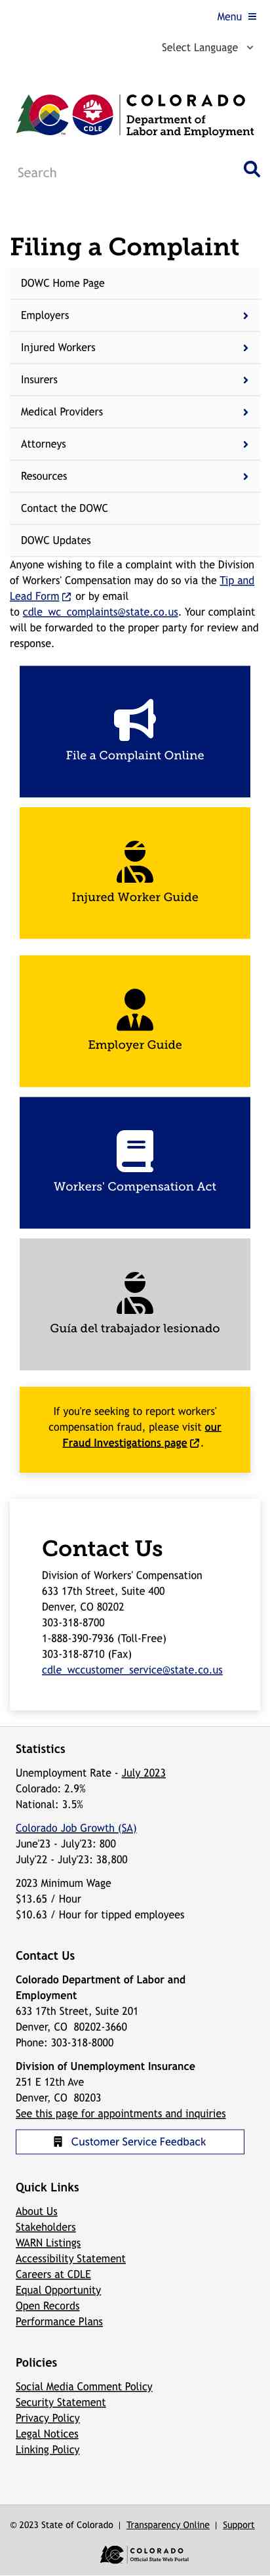 Menu
Select Language
CDLE
COLORADO
Department of
Labor and Employment
Search
Filing a Complaint
DOWC Home Page
Employers
Injured Workers
Insurers
Medical Providers
Attorneys
Resources
Contact the DOWC
DOWC Updates
Anyone wishing to file a complaint with the Division
of Workers' Compensation may do so via the Tip and
Lead Form or by email
to cdle_wc_complaints@state.co.us. Your complaint
will be forwarded to the proper party for review and
response.
File a Complaint Online
Injured Worker Guide
Employer Guide
Workers' Compensation Act
Guía del trabajador lesionado
If you're seeking to report workers'
compensation fraud, please visit our
Fraud Investigations page.
Contact Us
Division of Workers' Compensation
633 17th Street, Suite 400
Denver, CO 80202
303-318-8700
1-888-390-7936 (Toll-Free)
303-318-8710 (Fax)
cdle_wccustomer_service@state.co.us
Statistics
Unemployment Rate - July 2023
Colorado: 2.9%
National: 3.5%
Colorado Job Growth (SA)
June'23 - July'23: 800
July'22 - July'23: 38,800
2023 Minimum Wage
$13.65 / Hour
$10.63 / Hour for tipped employees
Contact Us
Colorado Department of Labor and
Employment
633 17th Street, Suite 201
Denver, CO 80202-3660
Phone: 303-318-8000
Division of Unemployment Insurance
251 E 12th Ave
Denver, CO 80203
See this page for appointments and inquiries
Customer Service Feedback
Quick Links
About Us
Stakeholders
WARN Listings
Accessibility Statement
Careers at CDLE
Equal Opportunity
Open Records
Performance Plans
Policies
Social Media Comment Policy
Security Statement
Privacy Policy
Legal Notices
Linking Policy
© 2023 State of Colorado | Transparency Online | Support
COLORADO
Official State Web Portal